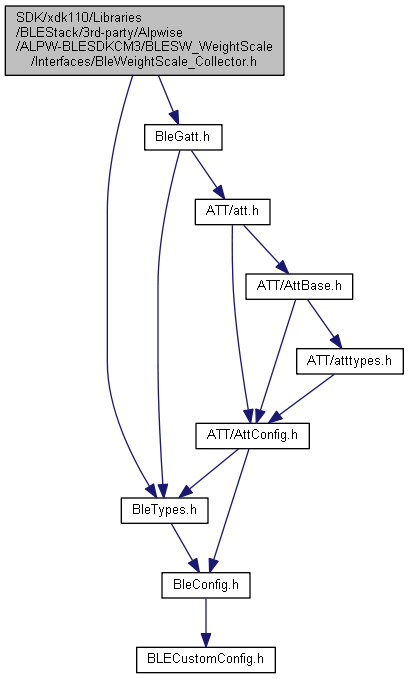 SDK/xdk110/Libraries
/BLEStack/3rd-party/Alpwise
/ALPW-BLESDKCM3/BLESW_WeightScale
/Interfaces/BleWeightScale_Collector.h
BleGatt.h
ATT/att.h
ATT/AttBase.h
ATT/atttypes.h
ATT/AttConfig.h
BleTypes.h
BleConfig.h
BLECustomConfig.h